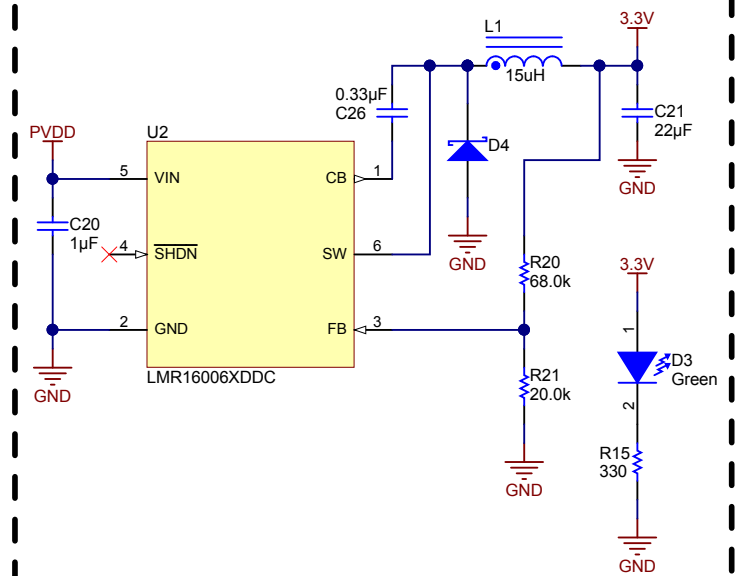 3.3V
L1
15uH
0.33µF
C26
C21
22µF
GND
PVDD
U2
D4
5
VIN
CB
1
C20
1µF
4
SHDN
SW
6
GND
R20
68.0k
3.3V
2
GND
FB
3
1
D3
Green
GND
LMR16006XDDC
R21
20.0k
2
R15
330
GND
GND